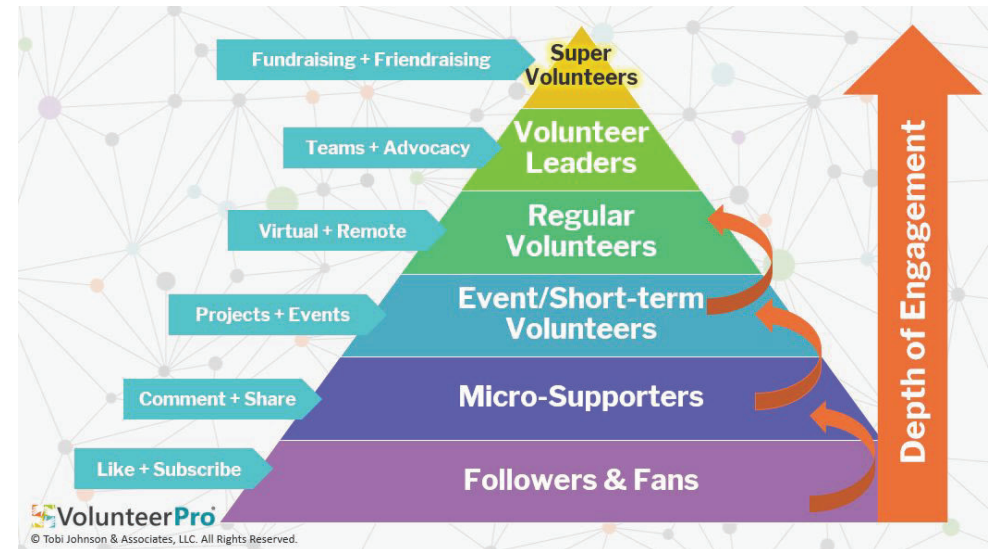 Fundraising + Friendraising
Super
Volunteers
Teams + Advocacy
Volunteer
Leaders
Virtual + Remote
Regular
Volunteers
Projects + Events
Event/Short-term
Volunteers
Comment + Share
Micro-Supporters
Like + Subscribe
Followers & Fans
Depth of Engagement
VolunteerPro
© Tobi Johnson & Associates, LLC. All Rights Reserved.